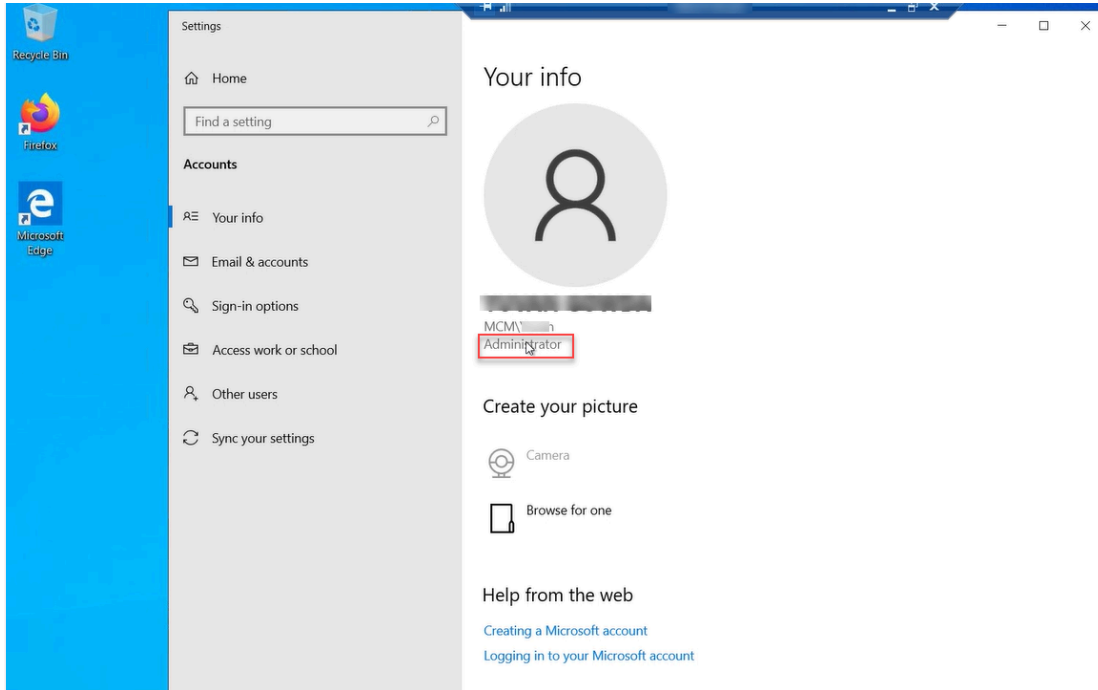 Recycle Bin
Firefox
Microsoft
Edge
Settings
Home
Find a setting
Accounts
Your info
Email & accounts
Sign-in options
Access work or school
Other users
Sync your settings
Your info
MCM\
Administrator
Create your picture
Camera
Browse for one
Help from the web
Creating a Microsoft account
Logging in to your Microsoft account